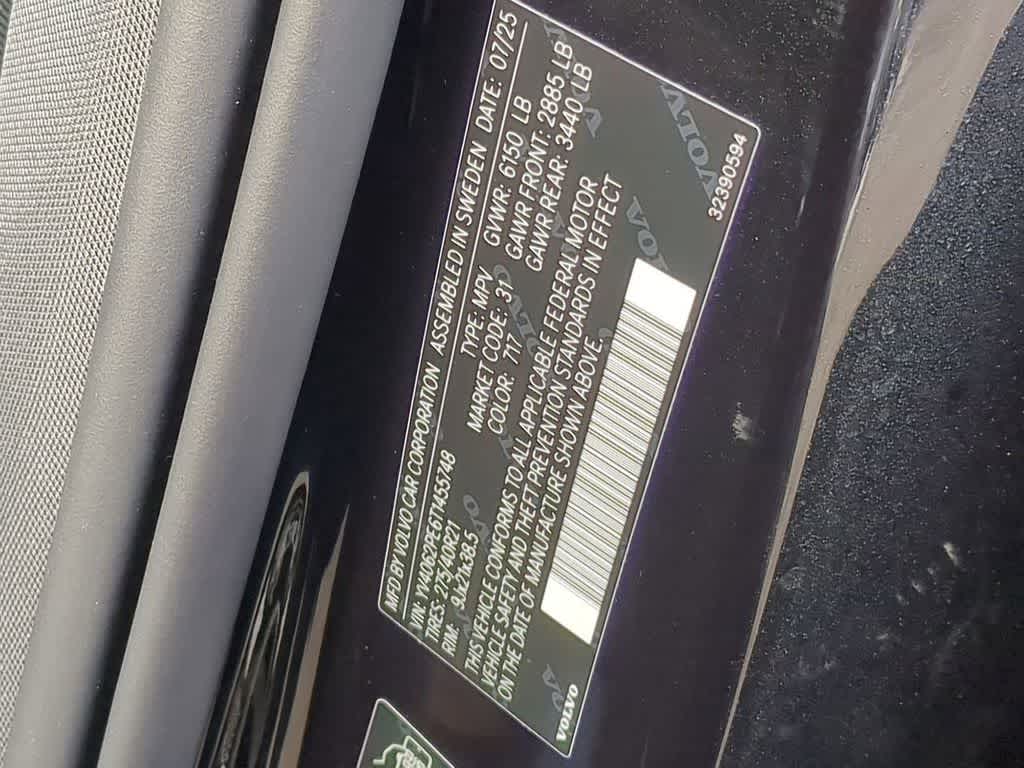 MFD BY VOLVO CAR CORPORATION ASSEMBLED IN SWEDEN DATE: 07/25
VIN: YV4062PE6T1455748
TYPE: MPV GVWR: 6150 LB
TIRES: 275/40R21 MARKET CODE: 31 GAWR FRONT: 2885 LB
RIM: 9Jx21x38.5 COLOR: 717 GAWR REAR: 3440 LB
THIS VEHICLE CONFORMS TO ALL APPLICABLE FEDERAL MOTOR
VEHICLE SAFETY AND THEFT PREVENTION STANDARDS IN EFFECT
ON THE DATE OF MANUFACTURE SHOWN ABOVE.
VOLVO
32390594